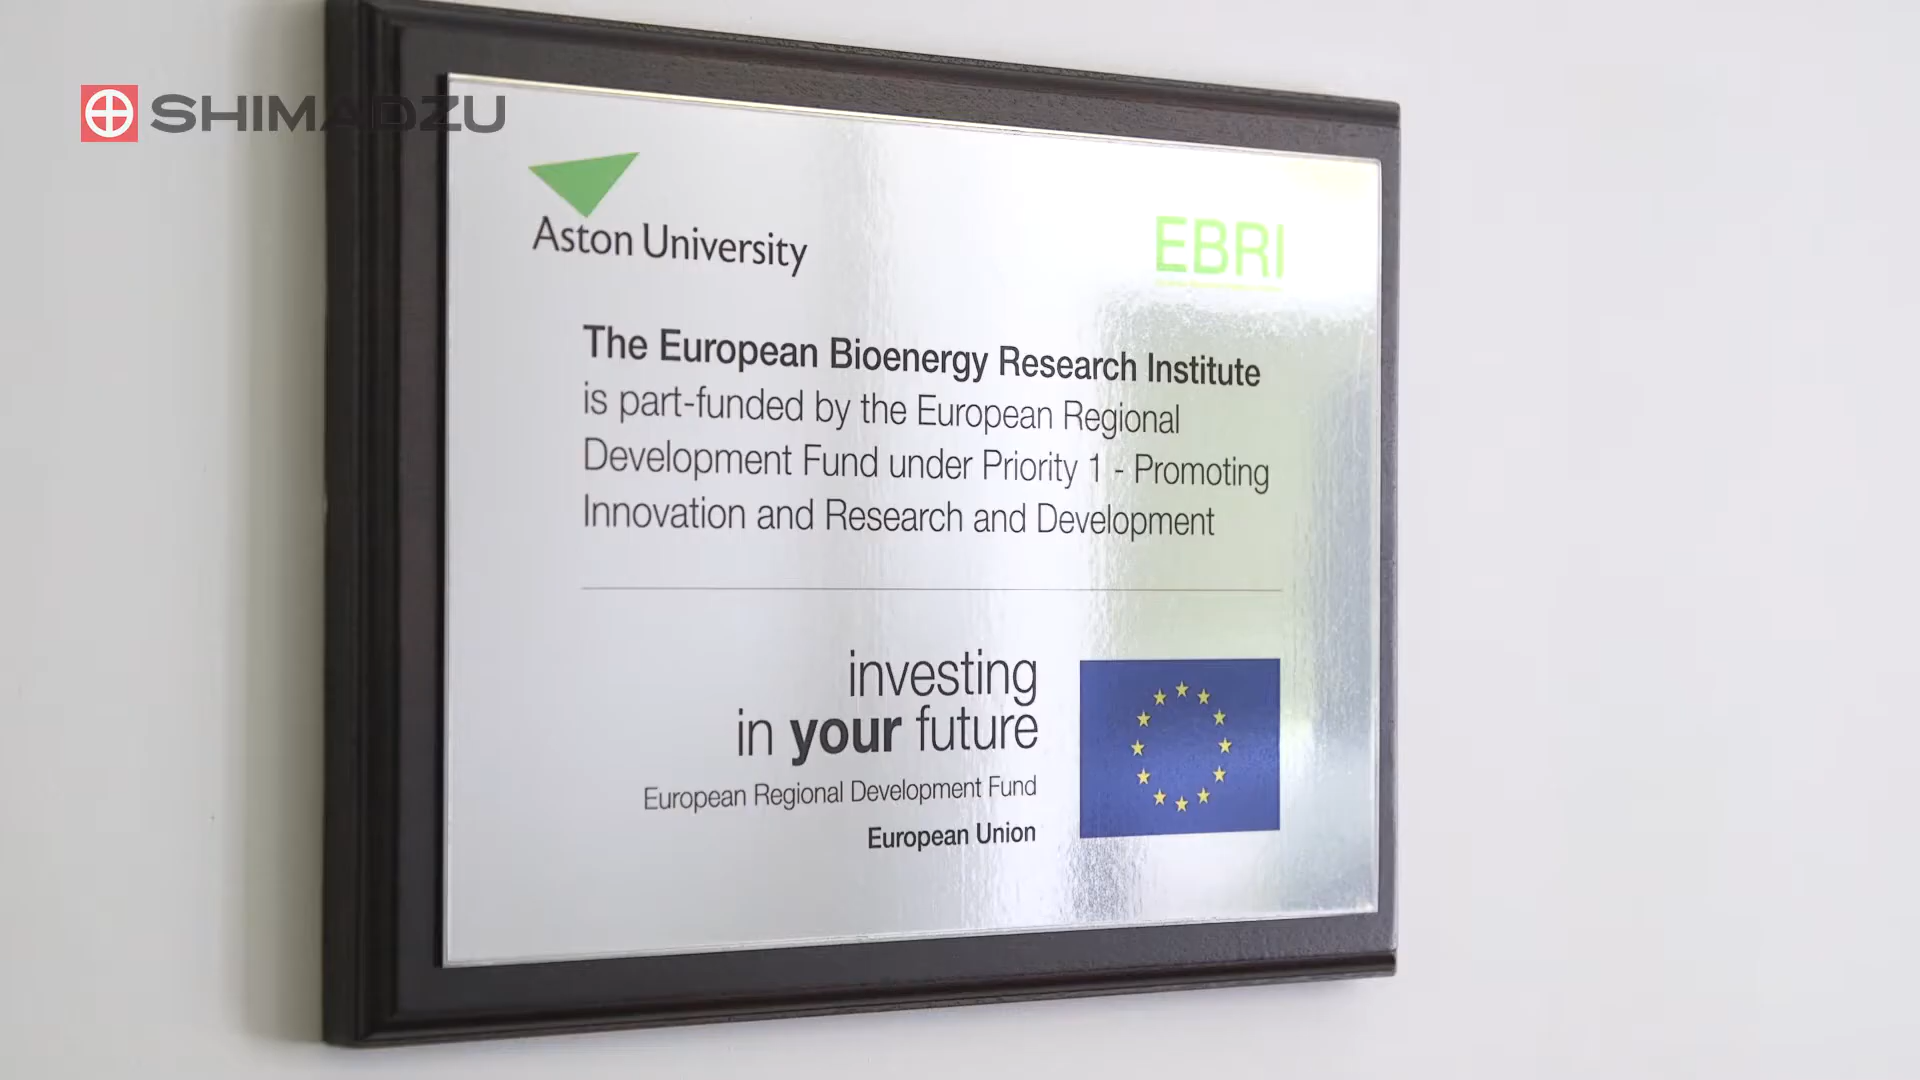 SHIMADZU
Aston University
EBRI
The European Bioenergy Research Institute
is part-funded by the European Regional
Development Fund under Priority 1 - Promoting
Innovation and Research and Development
investing
in your future
European Regional Development Fund
European Union